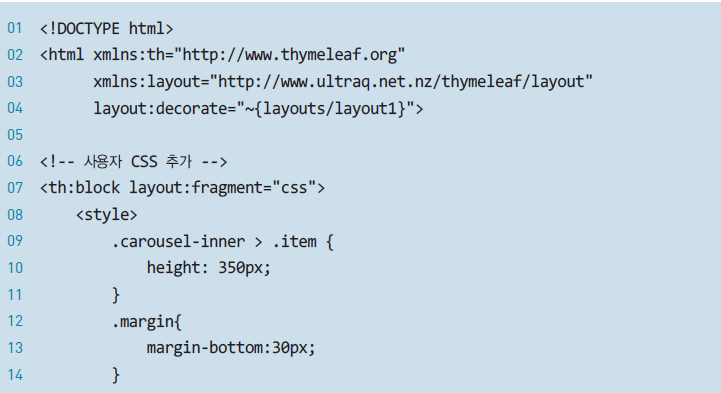 01 <!DOCTYPE html>
02 <html xmlns:th="http://www.thymeleaf.org"
03       xmlns:layout="http://www.ultraq.net.nz/thymeleaf/layout"
04       layout:decorate="~{layouts/layout1}">
05
06 <!-- 사용자 CSS 추가 -->
07 <th:block layout:fragment="css">
08     <style>
09         .carousel-inner > .item {
10             height: 350px;
11         }
12         .margin{
13             margin-bottom:30px;
14         }